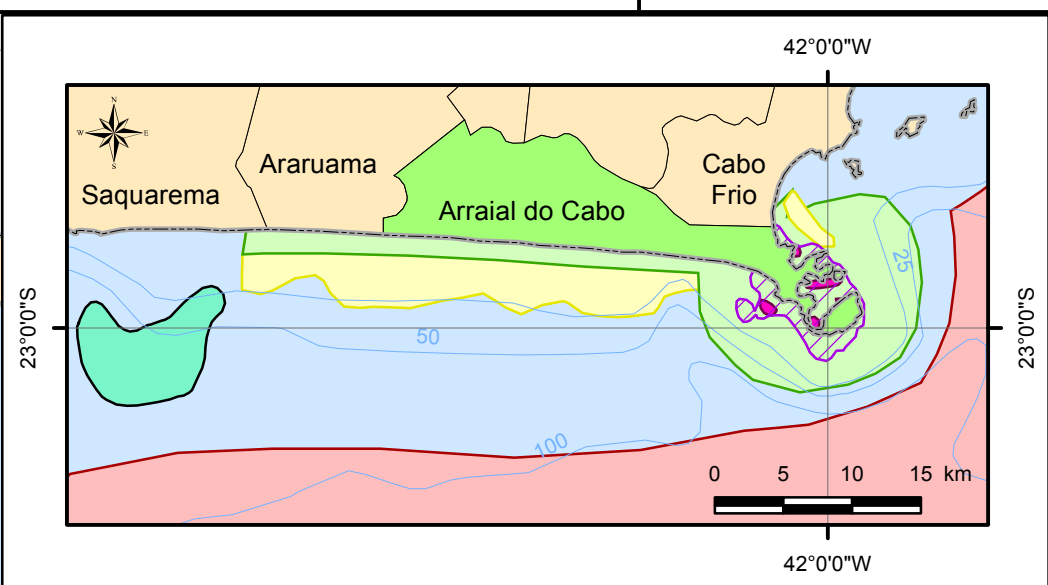 42°0'0"W
N
W E
S
Saquarema
Araruama
Arraial do Cabo
Cabo
Frio
25
23°0'0"S
23°0'0"S
50
100
0 5 10 15 km
42°0'0"W